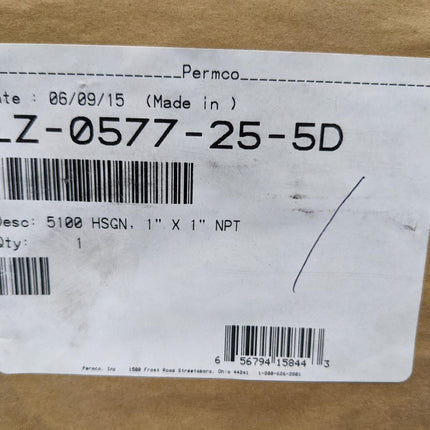 Permco
ate : 06/09/15 (Made in )
LZ-0577-25-5D
Desc: 5100 HSGN, 1" X 1" NPT
Qty: 1
6 56794 15844 3
Permco, Inc 1500 Frost Road Streetsboro, Ohio 44241 1-800-626-2801